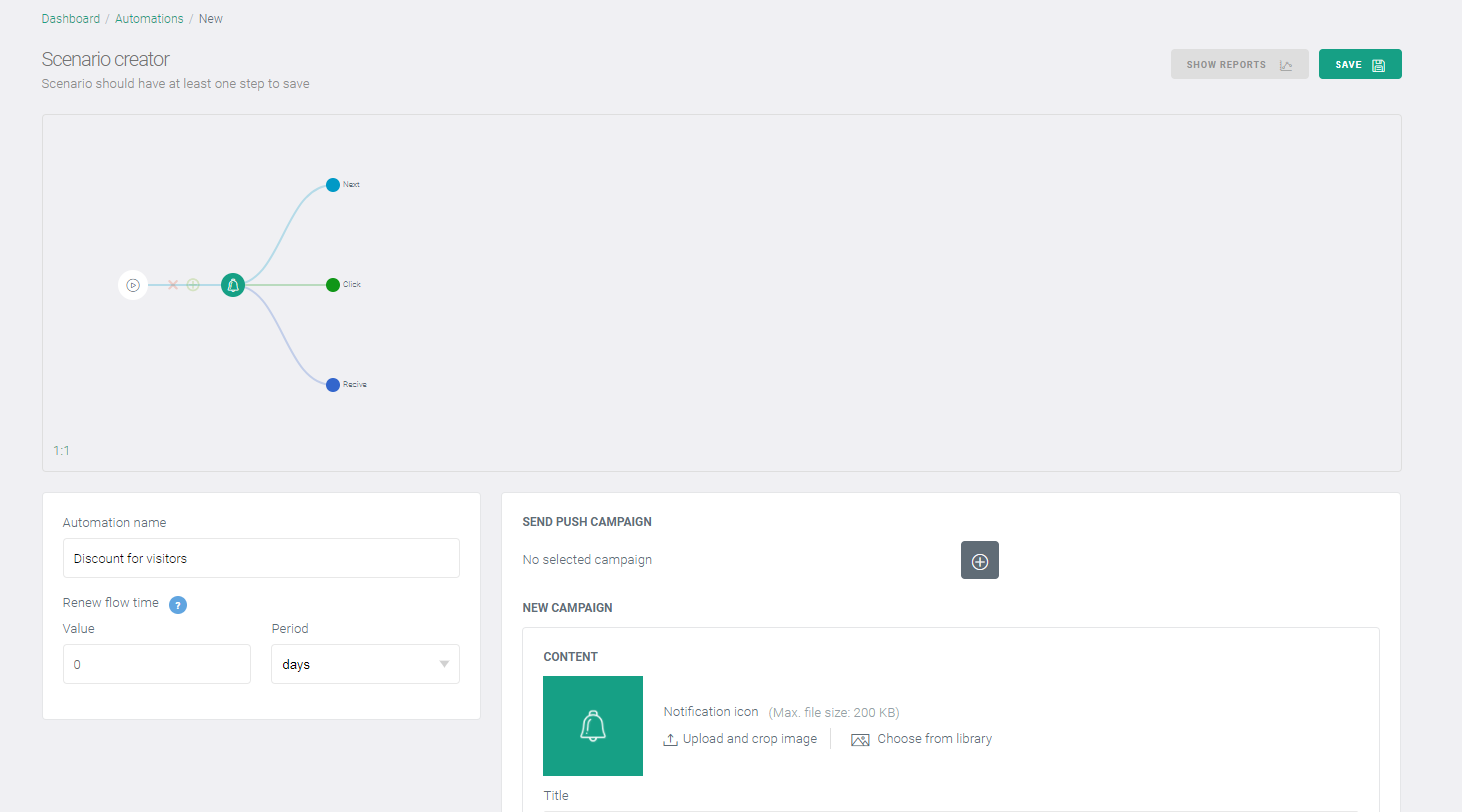 Dashboard / Automations / New
Scenario creator
Scenario should have at least one step to save
SHOW REPORTS
SAVE
Next
Click
Recive
1:1
Automation name
Discount for visitors
Renew flow time ?
Value
Period
0
days
SEND PUSH CAMPAIGN
No selected campaign
NEW CAMPAIGN
CONTENT
Notification icon (Max. file size: 200 KB)
Upload and crop image
Choose from library
Title